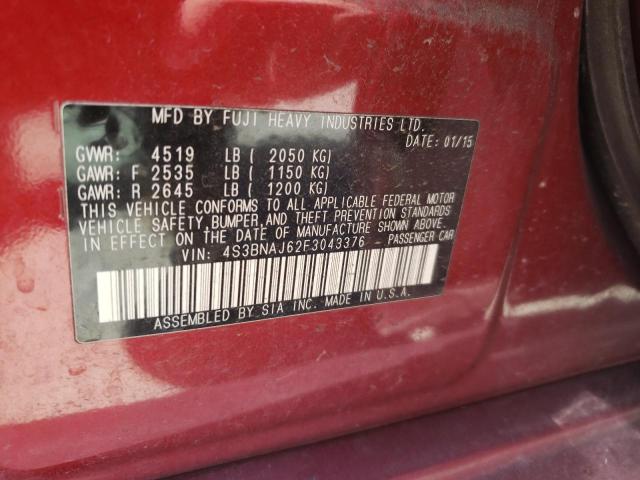 MFD BY FUJI HEAVY INDUSTRIES LTD.
DATE: 01/15
GVWR: 4519 LB ( 2050 KG)
GAWR: F 2535 LB ( 1150 KG)
GAWR: R 2645 LB ( 1200 KG)
THIS VEHICLE CONFORMS TO ALL APPLICABLE FEDERAL MOTOR
VEHICLE SAFETY, BUMPER, AND THEFT PREVENTION STANDARDS
IN EFFECT ON THE DATE OF MANUFACTURE SHOWN ABOVE.
VIN: 4S3BNAJ62F3043376 PASSENGER CAR
ASSEMBLED BY SIA INC. MADE IN U.S.A.